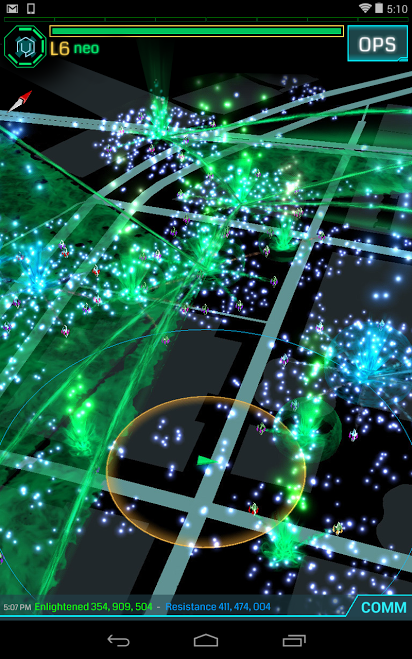 5:10
OPS
L6 neo
5:07 PM Enlightened 354, 909, 504 - Resistance 411, 474, 004
COMM